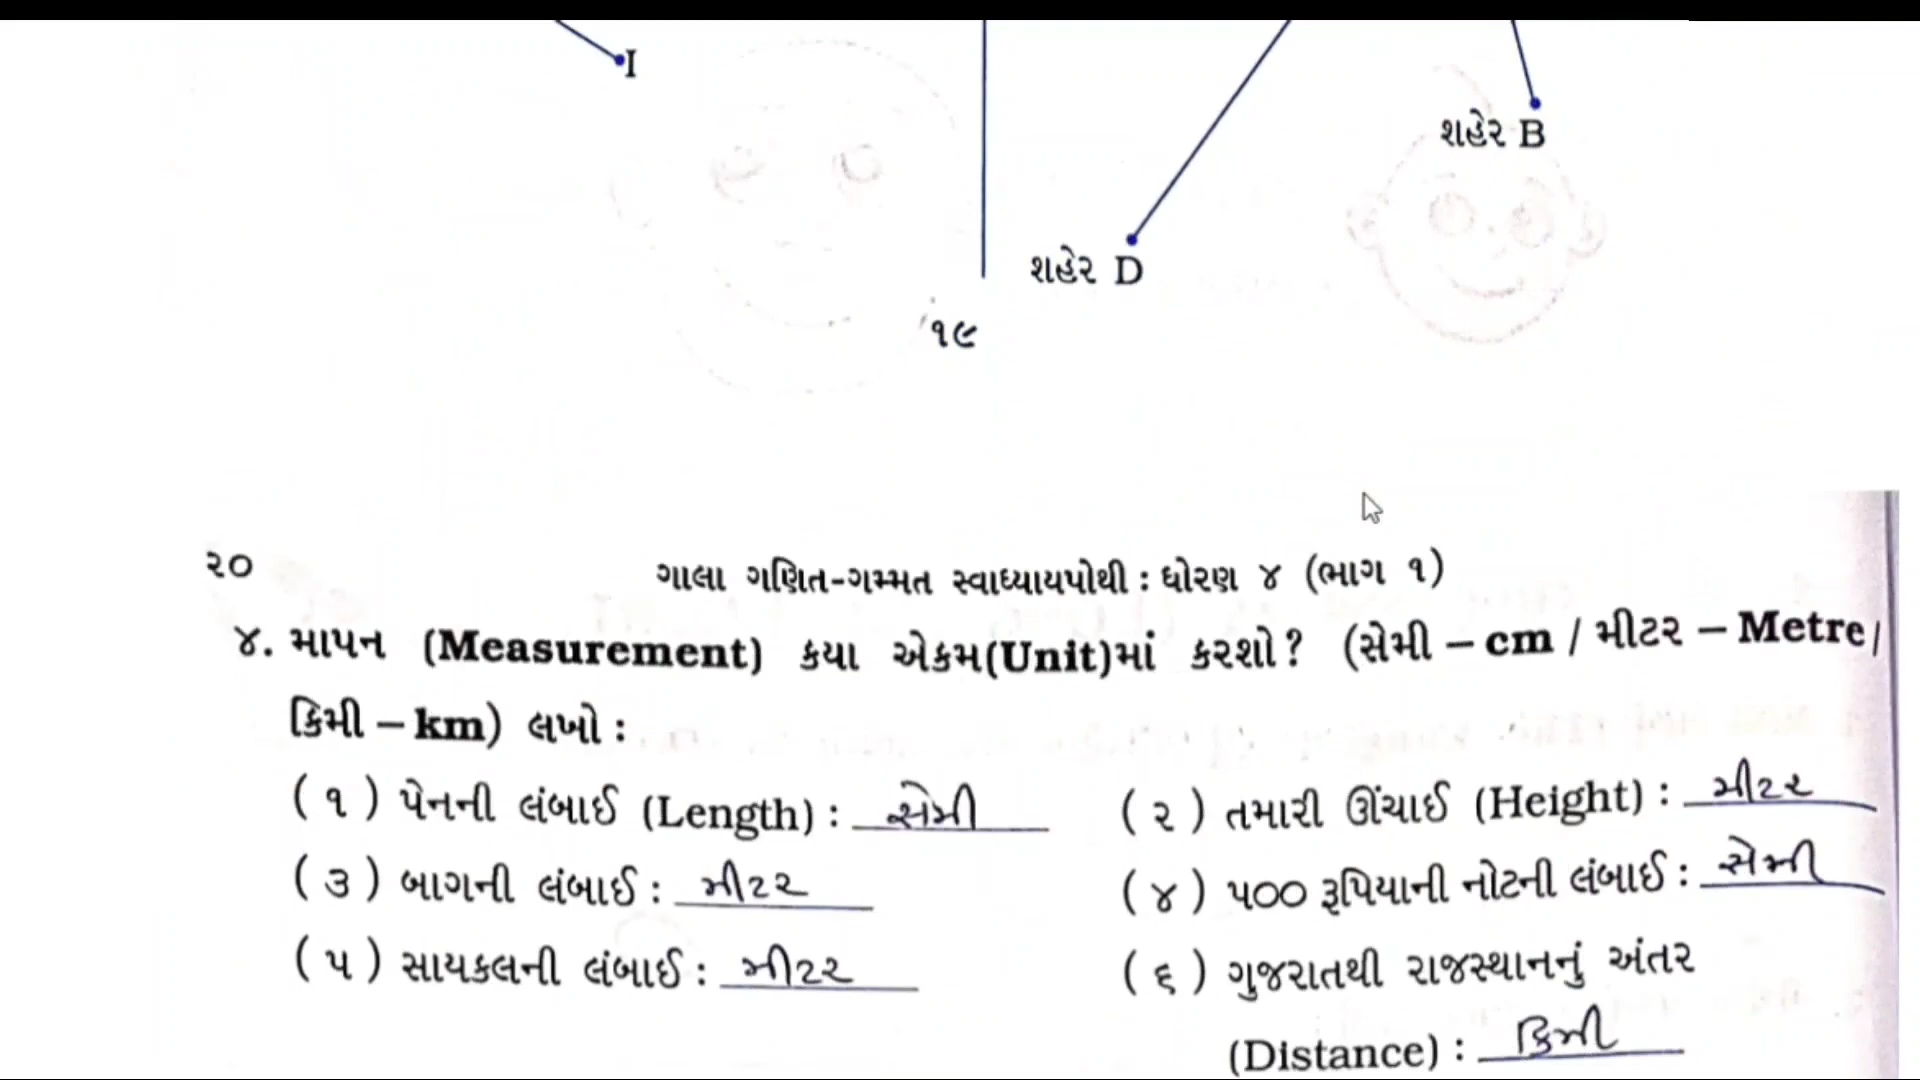 I
શહેર B
શહેર D
૧૯
૨૦
ગાલા ગણિત-ગમ્મત સ્વાધ્યાયપોથી : ધોરણ ૪ (ભાગ ૧)
૪. માપન (Measurement) કયા એકમ(Unit)માં કરશો? (સેમી – cm / મીટર – Metre /
કિમી – km) લખો :
(૧) પેનની લંબાઈ (Length) : સેમી
(૨) તમારી ઊંચાઈ (Height) : મીટર
(૩) બાગની લંબાઈ : મીટર
(૪) ૫૦૦ રૂપિયાની નોટની લંબાઈ : સેમી
(૫) સાયકલની લંબાઈ : મીટર
(૬) ગુજરાતથી રાજસ્થાનનું અંતર
(Distance) : કિમી